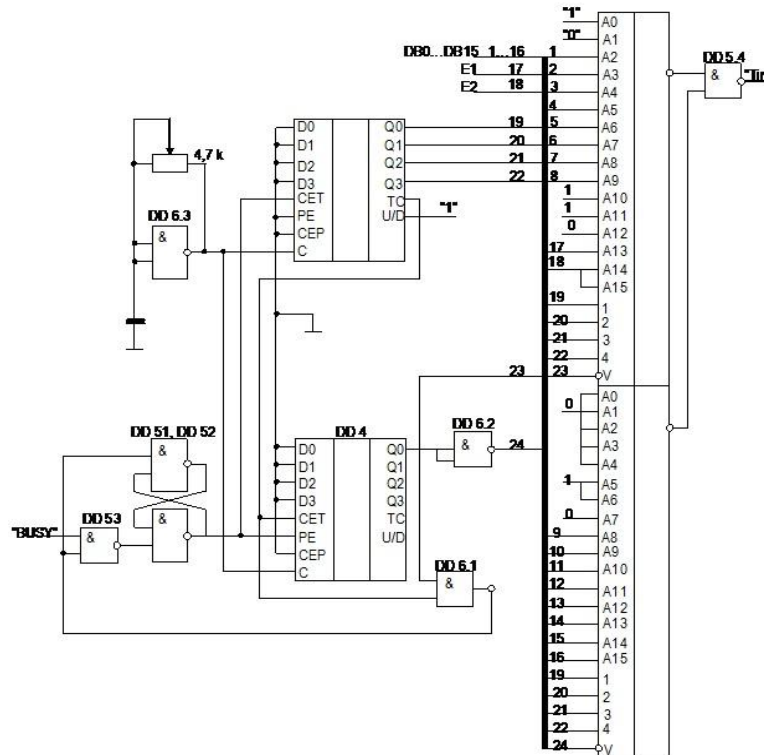 "1" A0
"0" A1
DB0...DB15 1...16 1 A2
E1 17 2 A3
E2 18 3 A4
4 A5
D0 Q0 19 5 A6
D1 Q1 20 6 A7
D2 Q2 21 7 A8
D3 Q3 22 8 A9
CET TC 1 A10
PE U/D "1" 1 A11
CEP 0 A12
C 17 A13
18 A14
A15
19 1
20 2
21 3
22 4
23 23 V
4,7 k
DD 6.3
&
DD 5.4
&
A0
0 A1
A2
A3
A4
1 A5
A6
0 A7
9 A8
10 A9
11 A10
12 A11
13 A12
14 A13
15 A14
16 A15
19 1
20 2
21 3
22 4
24 V
DD 51, DD 52
&
&
"BUSY" DD 53
&
DD 4
D0 Q0
D1 Q1
D2 Q2
D3 Q3
CET TC
PE U/D
CEP
C
DD 6.2
&
24
DD 6.1
&